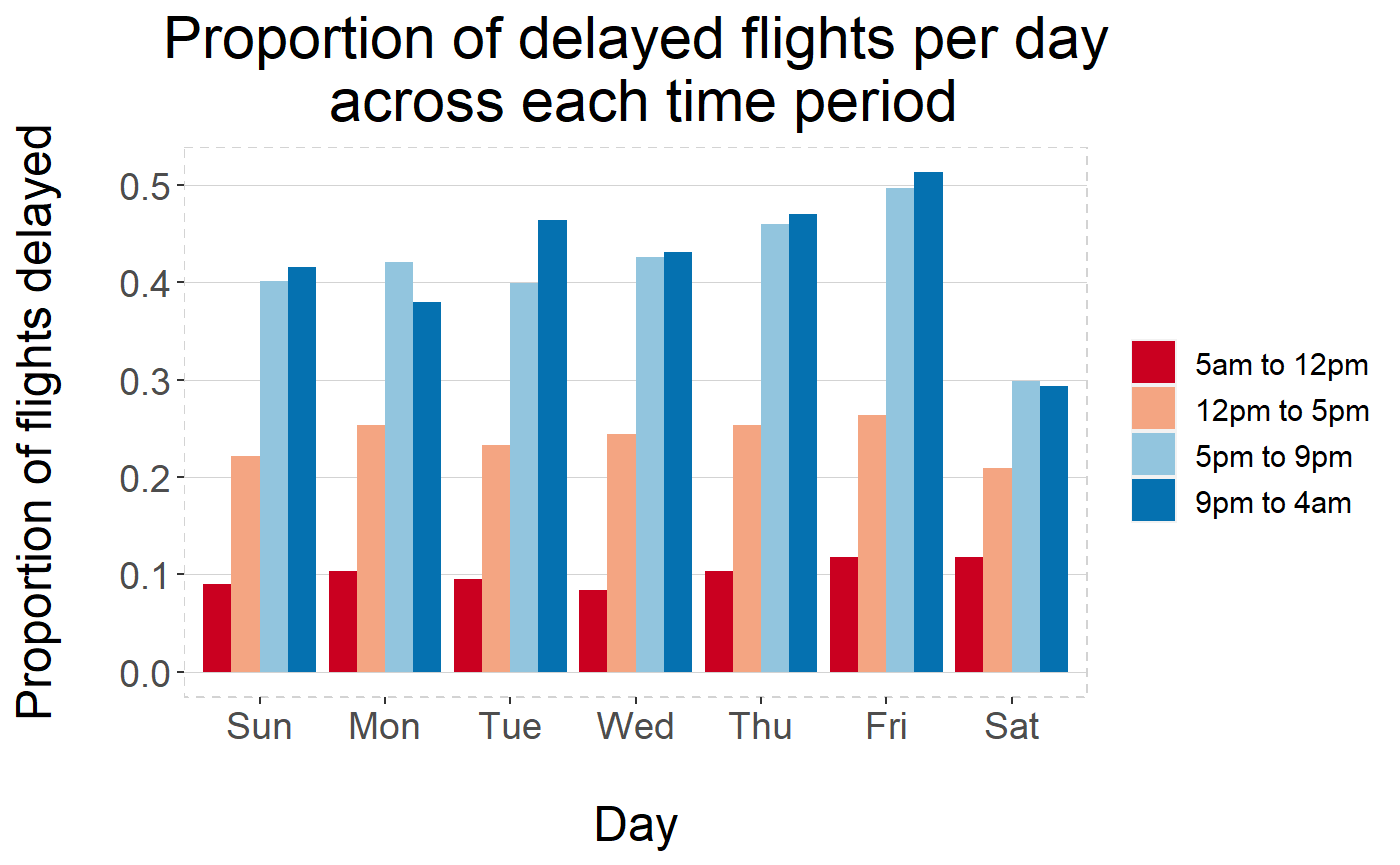 Proportion of delayed flights per day
across each time period
Proportion of flights delayed
0.5
0.4
0.3
0.2
0.1
0.0
Sun
Mon
Tue
Wed
Thu
Fri
Sat
Day
5am to 12pm
12pm to 5pm
5pm to 9pm
9pm to 4am